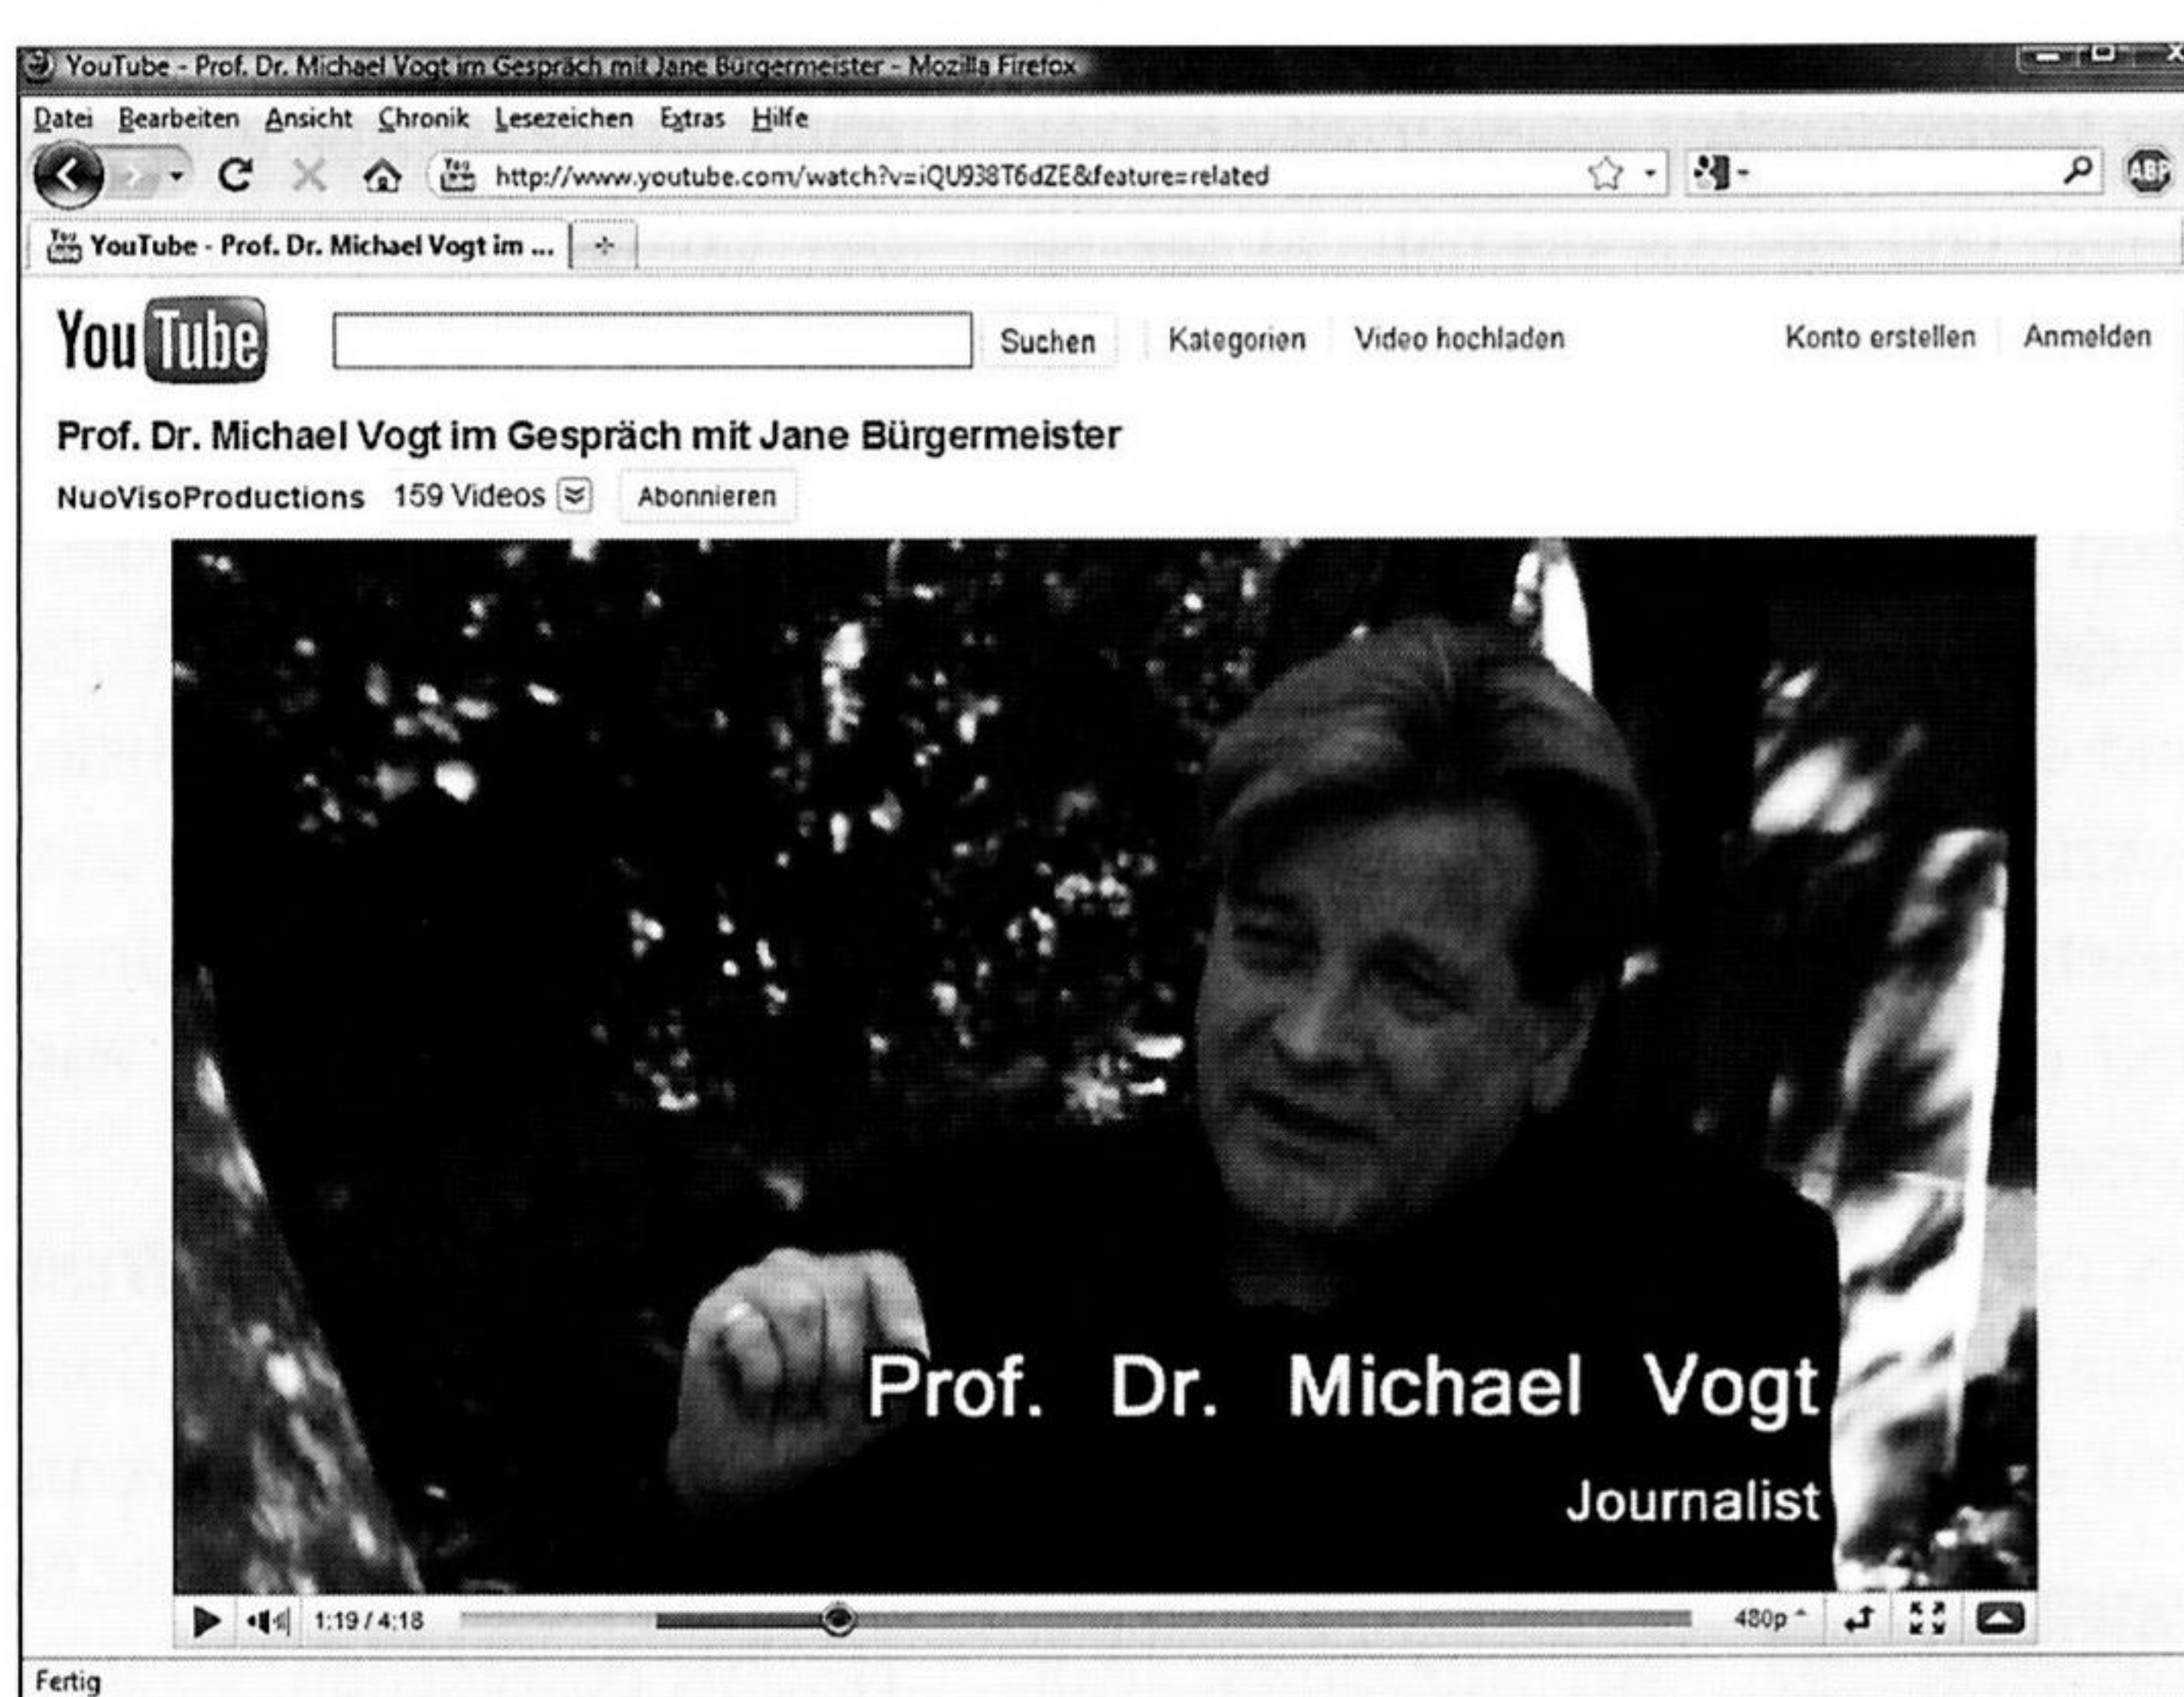 YouTube - Prof. Dr. Michael Vogt im Gespräch mit Jane Bürgermeister - Mozilla Firefox
Datei Bearbeiten Ansicht Chronik Lesezeichen Extras Hilfe
You http://www.youtube.com/watch?v=iQU938T6dZE&feature=related ABP
You YouTube - Prof. Dr. Michael Vogt im ...
YouTube Suchen Kategorien Video hochladen Konto erstellen Anmelden
Prof. Dr. Michael Vogt im Gespräch mit Jane Bürgermeister
NuoVisoProductions 159 Videos Abonnieren
Prof. Dr. Michael Vogt
Journalist
1:19 / 4:18 480p
Fertig